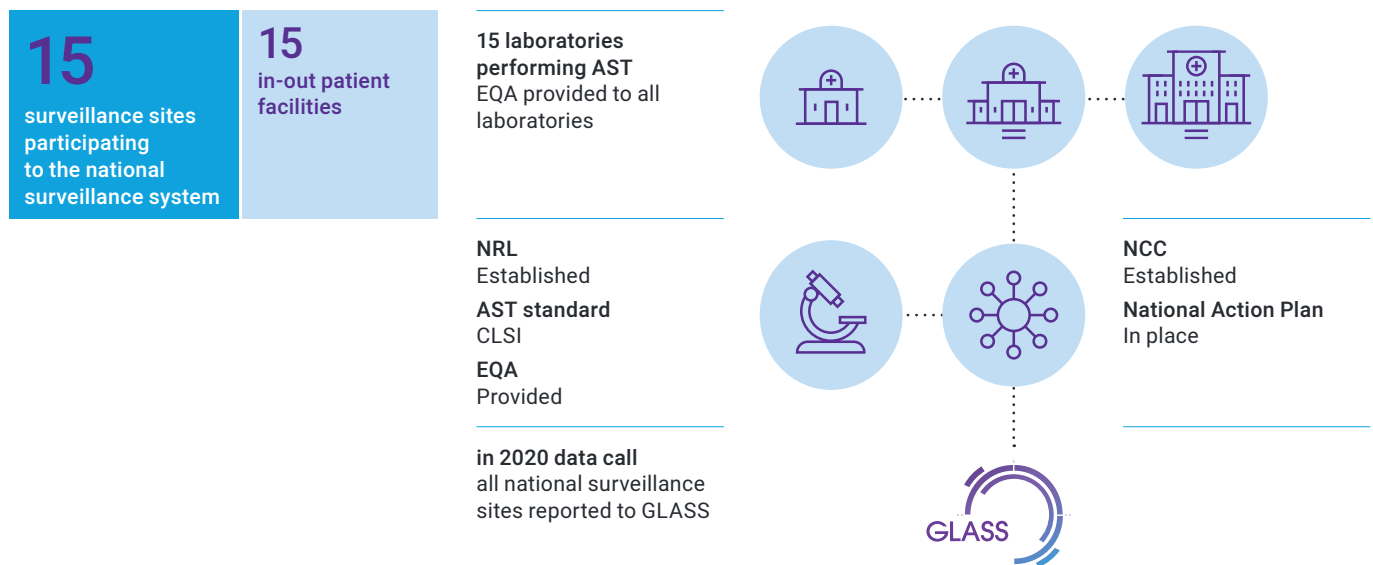 15
surveillance sites
participating
to the national
surveillance system
15
in-out patient
facilities
15 laboratories
performing AST
EQA provided to all
laboratories
NRL
Established
AST standard
CLSI
EQA
Provided
NCC
Established
National Action Plan
In place
in 2020 data call
all national surveillance
sites reported to GLASS
GLASS